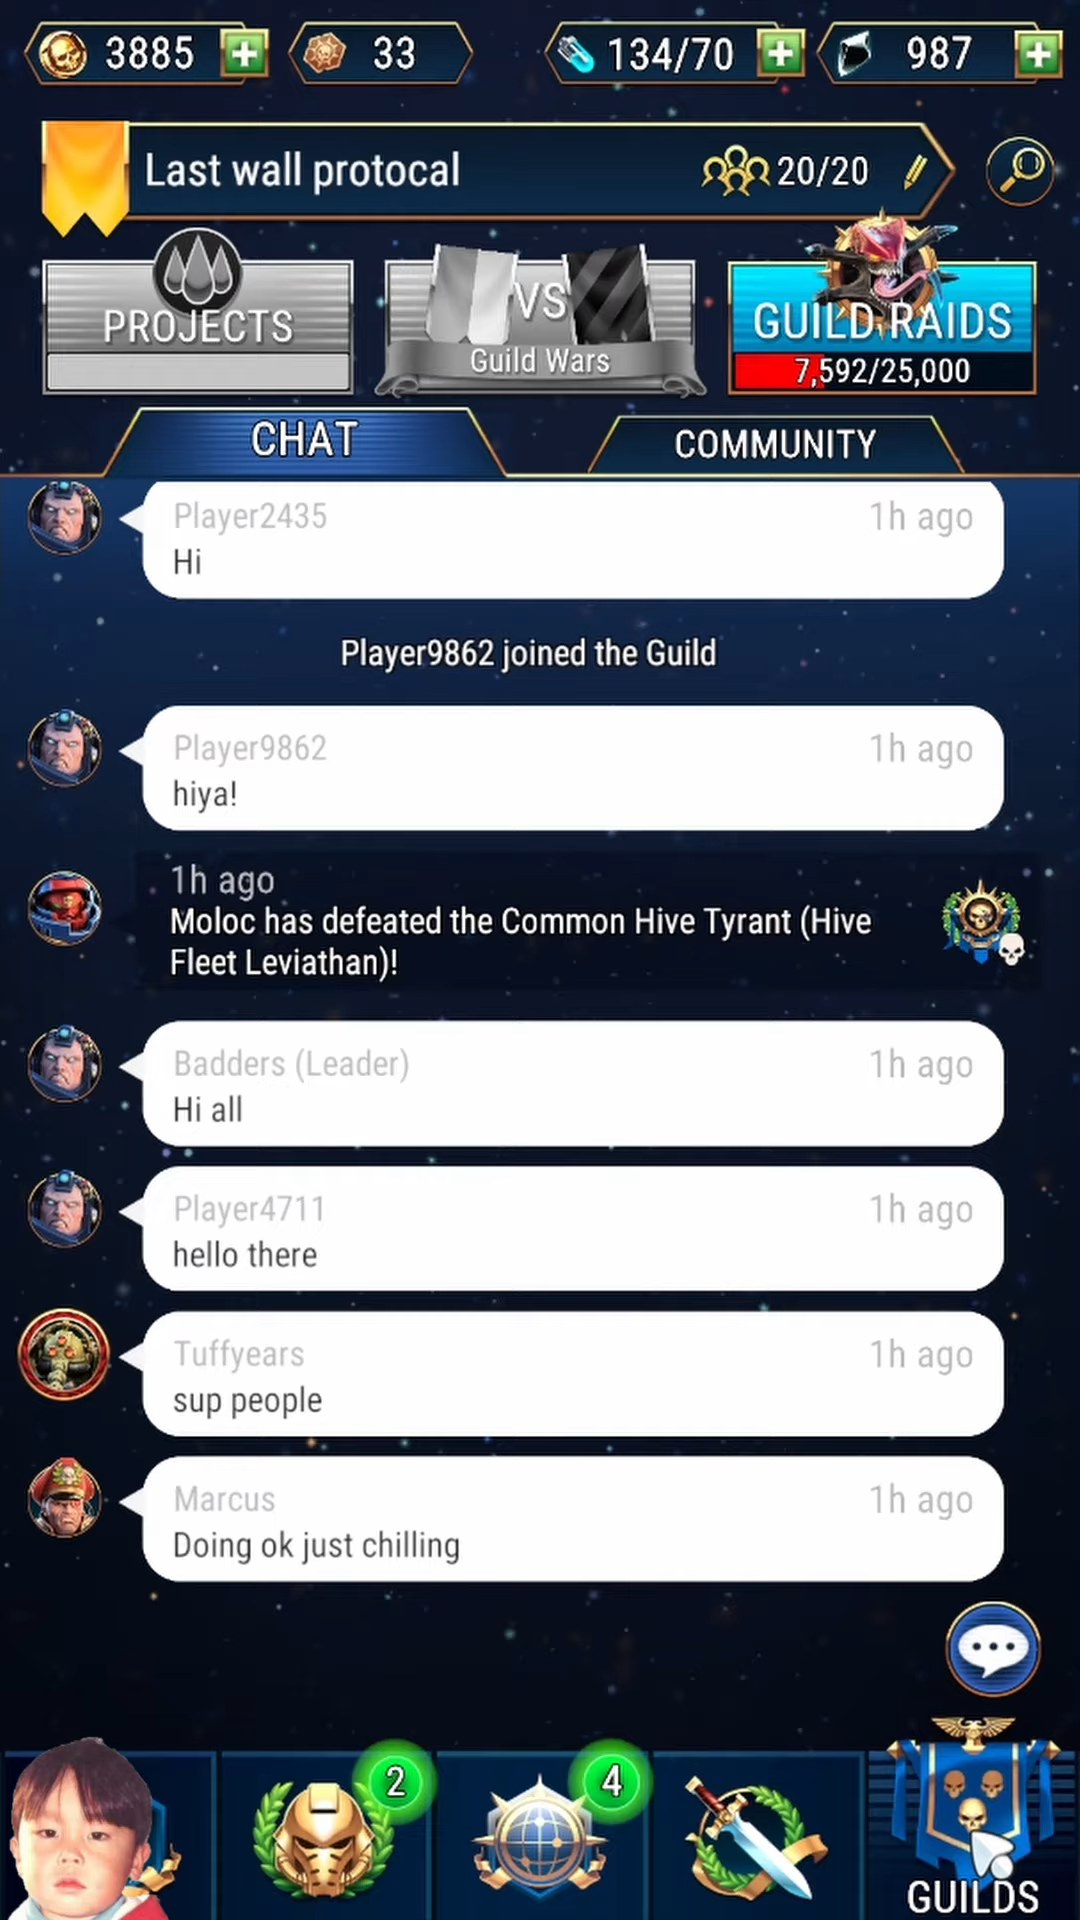 3885
33
134/70
987
Last wall protocal
20/20
PROJECTS
VS
Guild Wars
GUILD RAIDS
7,592/25,000
CHAT
COMMUNITY
Player2435
1h ago
Hi
Player9862 joined the Guild
Player9862
1h ago
hiya!
1h ago
Moloc has defeated the Common Hive Tyrant (Hive
Fleet Leviathan)!
Badders (Leader)
1h ago
Hi all
Player4711
1h ago
hello there
Tuffyears
1h ago
sup people
Marcus
1h ago
Doing ok just chilling
2
4
GUILDS